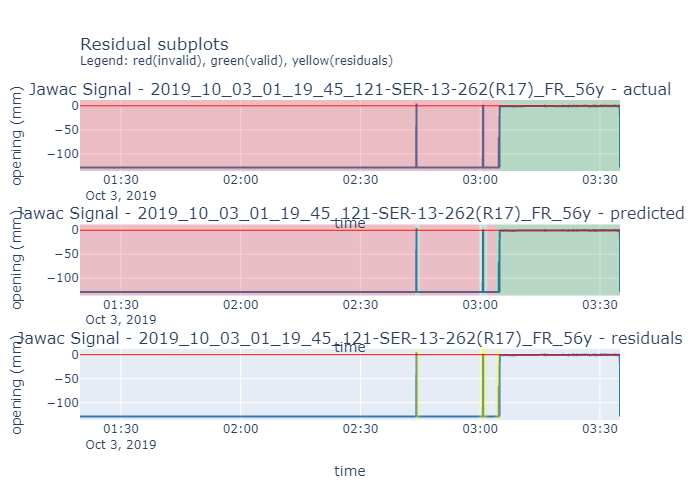 Residual subplots
Legend: red(invalid), green(valid), yellow(residuals)
Jawac Signal - 2019_10_03_01_19_45_121-SER-13-262(R17)_FR_56y - actual
opening (mm)
0
−50
−100
01:30 02:00 02:30 03:00 03:30
Oct 3, 2019
time
Jawac Signal - 2019_10_03_01_19_45_121-SER-13-262(R17)_FR_56y - predicted
opening (mm)
0
−50
−100
01:30 02:00 02:30 03:00 03:30
Oct 3, 2019
time
Jawac Signal - 2019_10_03_01_19_45_121-SER-13-262(R17)_FR_56y - residuals
opening (mm)
0
−50
−100
01:30 02:00 02:30 03:00 03:30
Oct 3, 2019
time